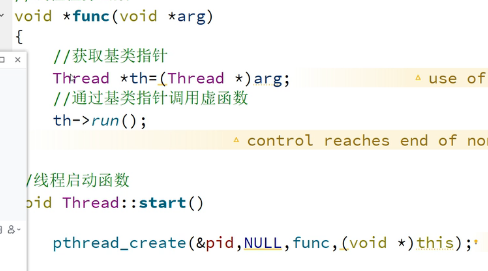 void *func(void *arg)
{
//获取基类指针
Thread *th=(Thread *)arg; use of
//通过基类指针调用虚函数
th->run();
control reaches end of
/线程启动函数
oid Thread::start()
pthread_create(&pid,NULL,func,(void *)this);